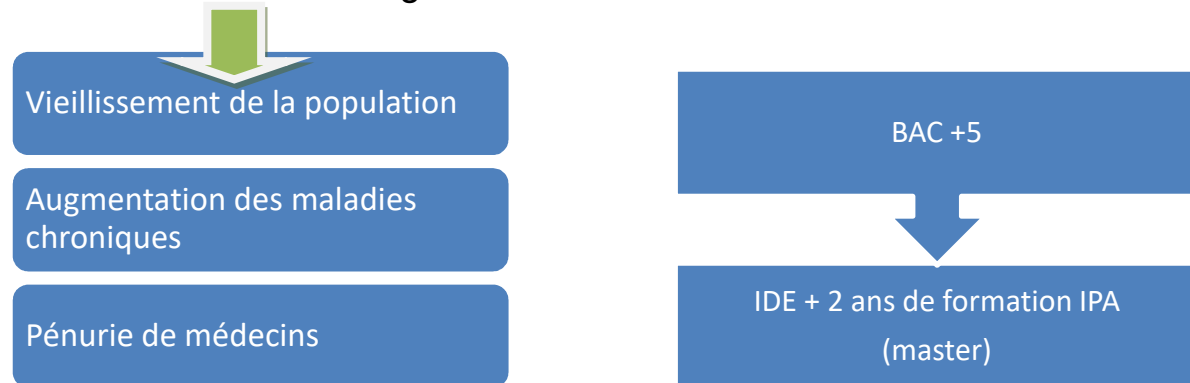 Vieillissement de la population
Augmentation des maladies
chroniques
Pénurie de médecins
BAC +5
IDE + 2 ans de formation IPA
(master)